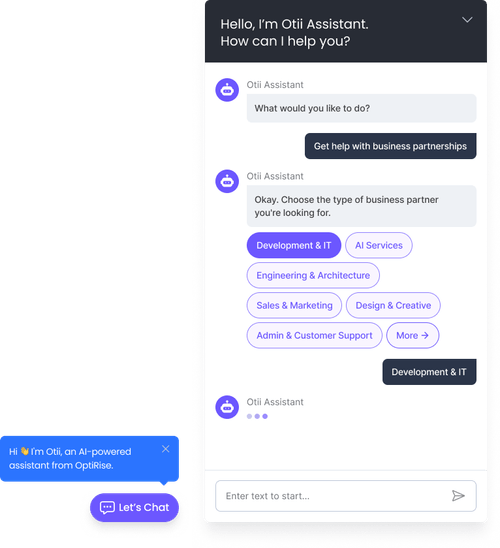 Hello, I'm Otii Assistant.
How can I help you?
Otii Assistant
What would you like to do?
Get help with business partnerships
Otii Assistant
Okay. Choose the type of business partner
you're looking for.
Development & IT
AI Services
Engineering & Architecture
Sales & Marketing
Design & Creative
Admin & Customer Support
More →
Development & IT
Otii Assistant
Enter text to start...
Hi 👋 I'm Otii, an AI-powered
assistant from OptiRise.
Let's Chat